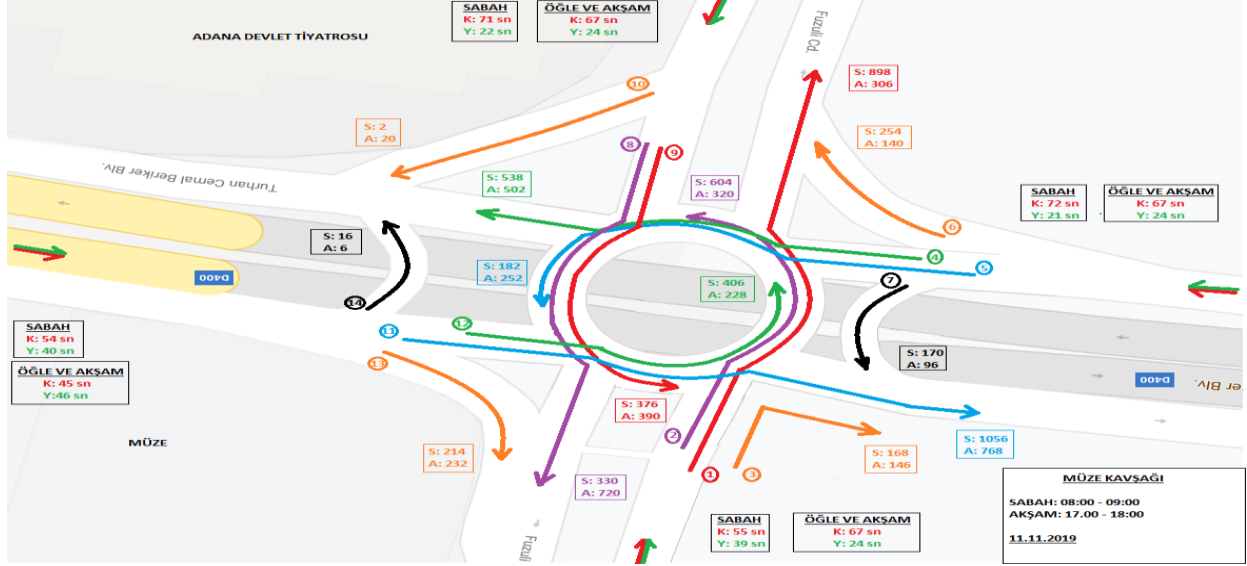 SABAH
K: 71 sn
Y: 22 sn
ÖĞLE VE AKŞAM
K: 67 sn
Y: 24 sn
Fuzuli Cd.
ADANA DEVLET TİYATROSU
S: 898
A: 306
10
S: 2
A: 20
S: 254
A: 140
8
9
Turhan Cemal Beriker Blv.
S: 538
A: 502
S: 604
A: 320
SABAH
K: 72 sn
Y: 21 sn
ÖĞLE VE AKŞAM
K: 67 sn
Y: 24 sn
6
S: 16
A: 6
4
5
S: 182
A: 252
D400
S: 406
A: 228
7
14
12
11
13
SABAH
K: 54 sn
Y: 40 sn
ÖĞLE VE AKŞAM
K: 45 sn
Y:46 sn
S: 170
A: 96
D400
er Blv.
S: 376
A: 390
MÜZE
2
S: 214
A: 232
S: 168
A: 146
S: 1056
A: 768
1
3
S: 330
A: 720
Fuzuli
SABAH
K: 55 sn
Y: 39 sn
ÖĞLE VE AKŞAM
K: 67 sn
Y: 24 sn
MÜZE KAVŞAĞI
SABAH: 08:00 - 09:00
AKŞAM: 17.00 - 18:00
11.11.2019